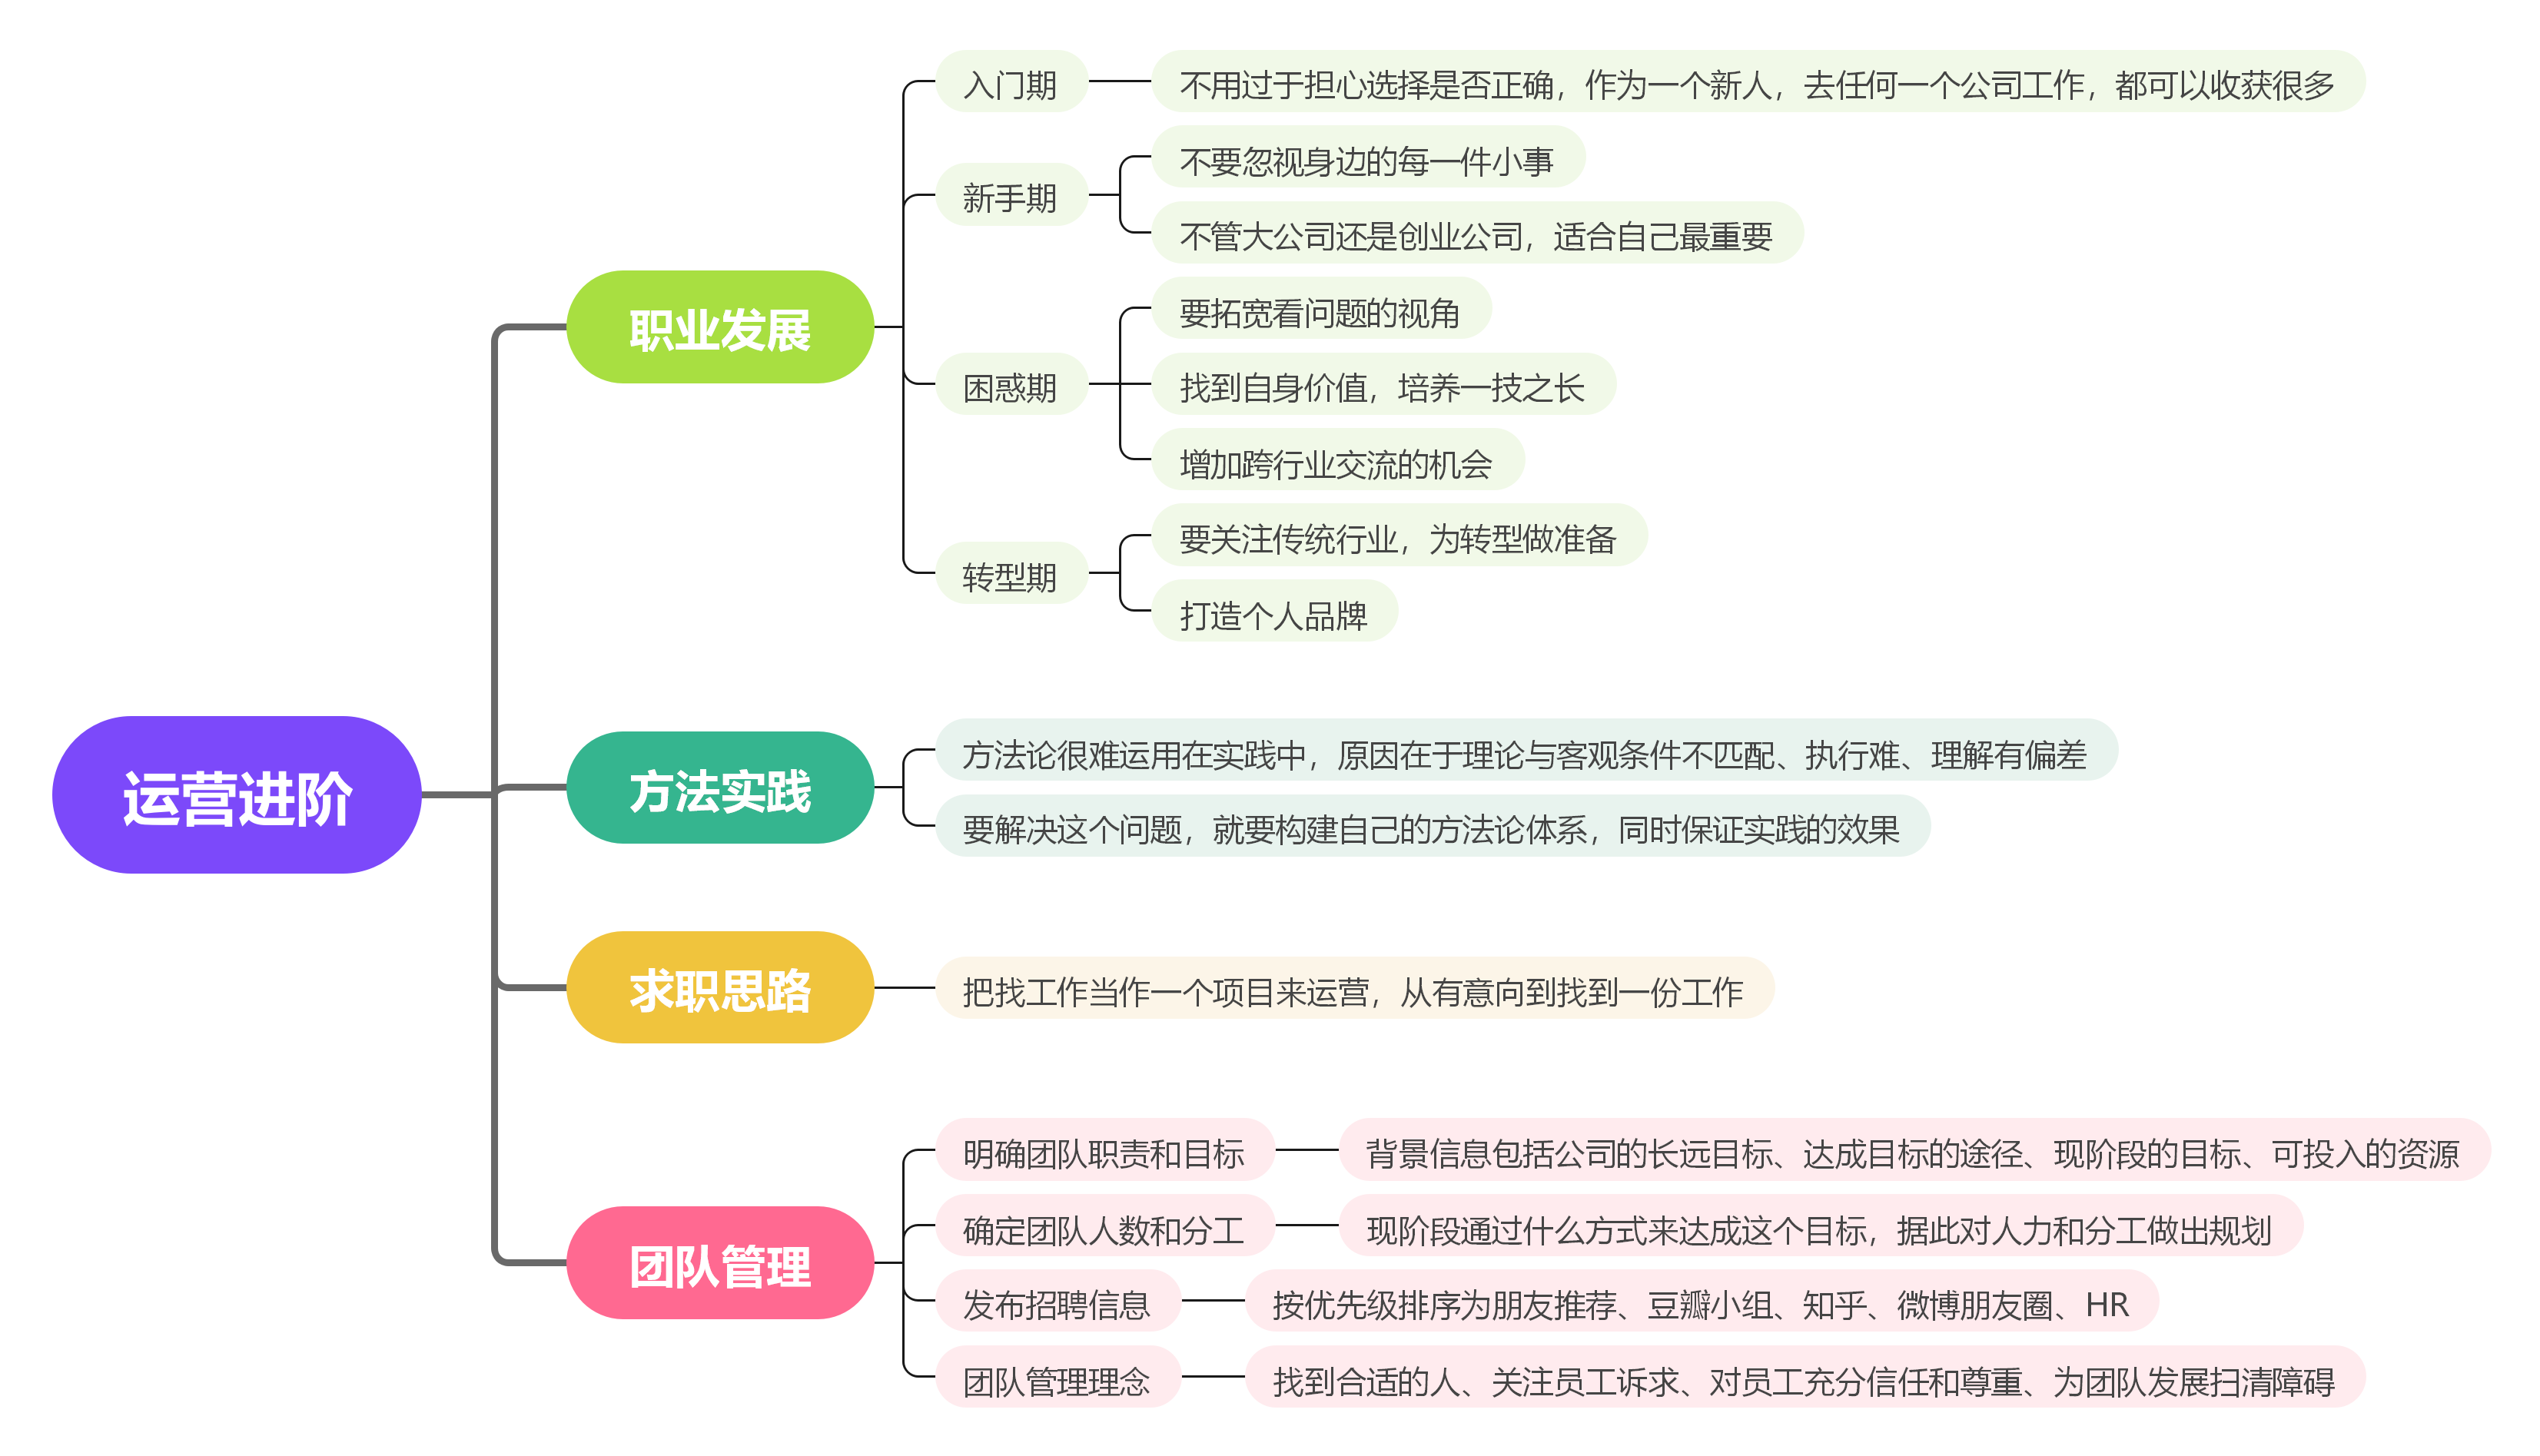 运营进阶
职业发展
入门期
不用过于担心选择是否正确，作为一个新人，去任何一个公司工作，都可以收获很多
新手期
不要忽视身边的每一件小事
不管大公司还是创业公司，适合自己最重要
困惑期
要拓宽看问题的视角
找到自身价值，培养一技之长
增加跨行业交流的机会
转型期
要关注传统行业，为转型做准备
打造个人品牌
方法实践
方法论很难运用在实践中，原因在于理论与客观条件不匹配、执行难、理解有偏差
要解决这个问题，就要构建自己的方法论体系，同时保证实践的效果
求职思路
把找工作当作一个项目来运营，从有意向到找到一份工作
团队管理
明确团队职责和目标
背景信息包括公司的长远目标、达成目标的途径、现阶段的目标、可投入的资源
确定团队人数和分工
现阶段通过什么方式来达成这个目标，据此对人力和分工做出规划
发布招聘信息
按优先级排序为朋友推荐、豆瓣小组、知乎、微博朋友圈、HR
团队管理理念
找到合适的人、关注员工诉求、对员工充分信任和尊重、为团队发展扫清障碍